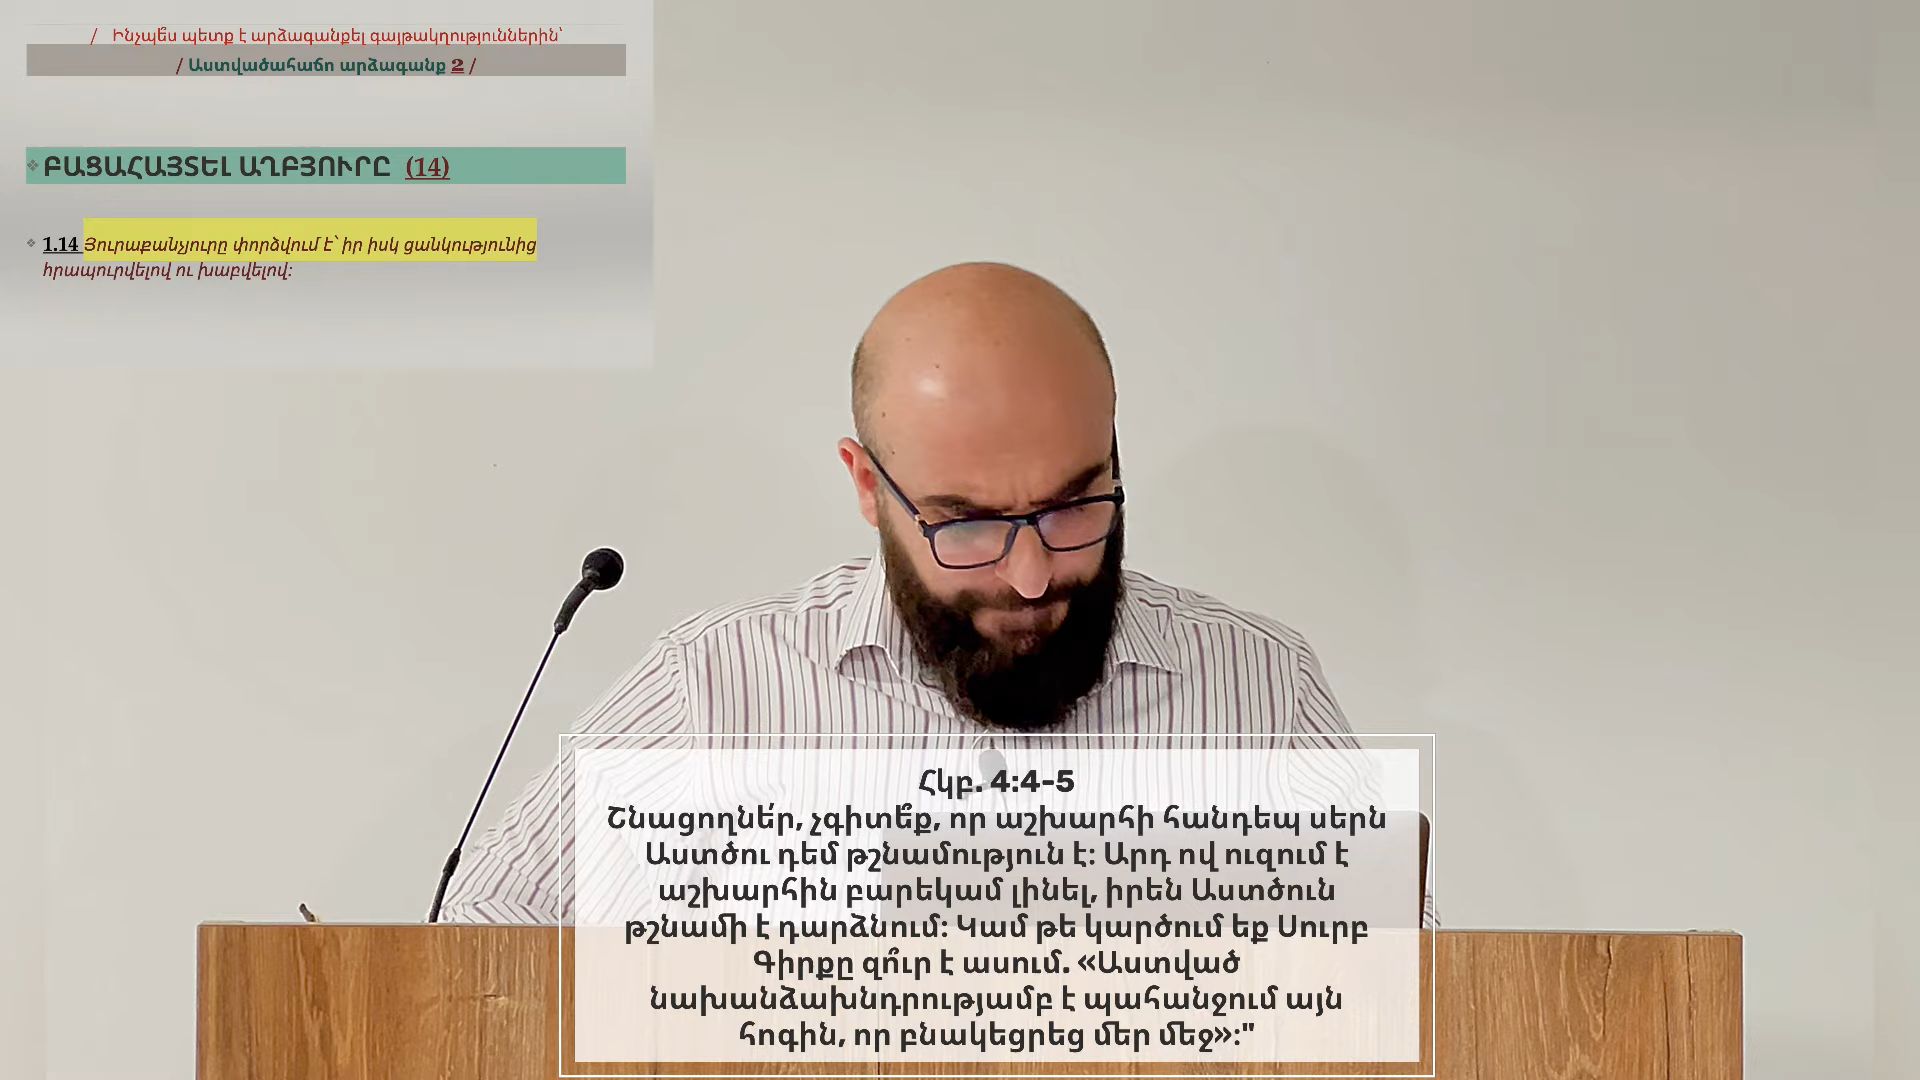 / Ինչպե՞ս պետք է արձագանքել գայթակղություններին՝
/ Աստվածահաճո արձագանք 2 /
ԲԱՑԱՀԱՅՏԵԼ ԱՂԲՅՈՒՐԸ (14)
1.14 Յուրաքանչյուրը փորձվում է՝ իր իսկ ցանկությունից
հրապուրվելով ու խաբվելով։
Հկբ. 4:4-5
Շնացողնե՛ր, չգիտե՞ք, որ աշխարհի հանդեպ սերն
Աստծու դեմ թշնամություն է։ Արդ ով ուզում է
աշխարհին բարեկամ լինել, իրեն Աստծուն
թշնամի է դարձնում։ Կամ թե կարծում եք Սուրբ
Գիրքը զո՞ւր է ասում. «Աստված
նախանձախնդրությամբ է պահանջում այն
հոգին, որ բնակեցրեց մեր մեջ»։"